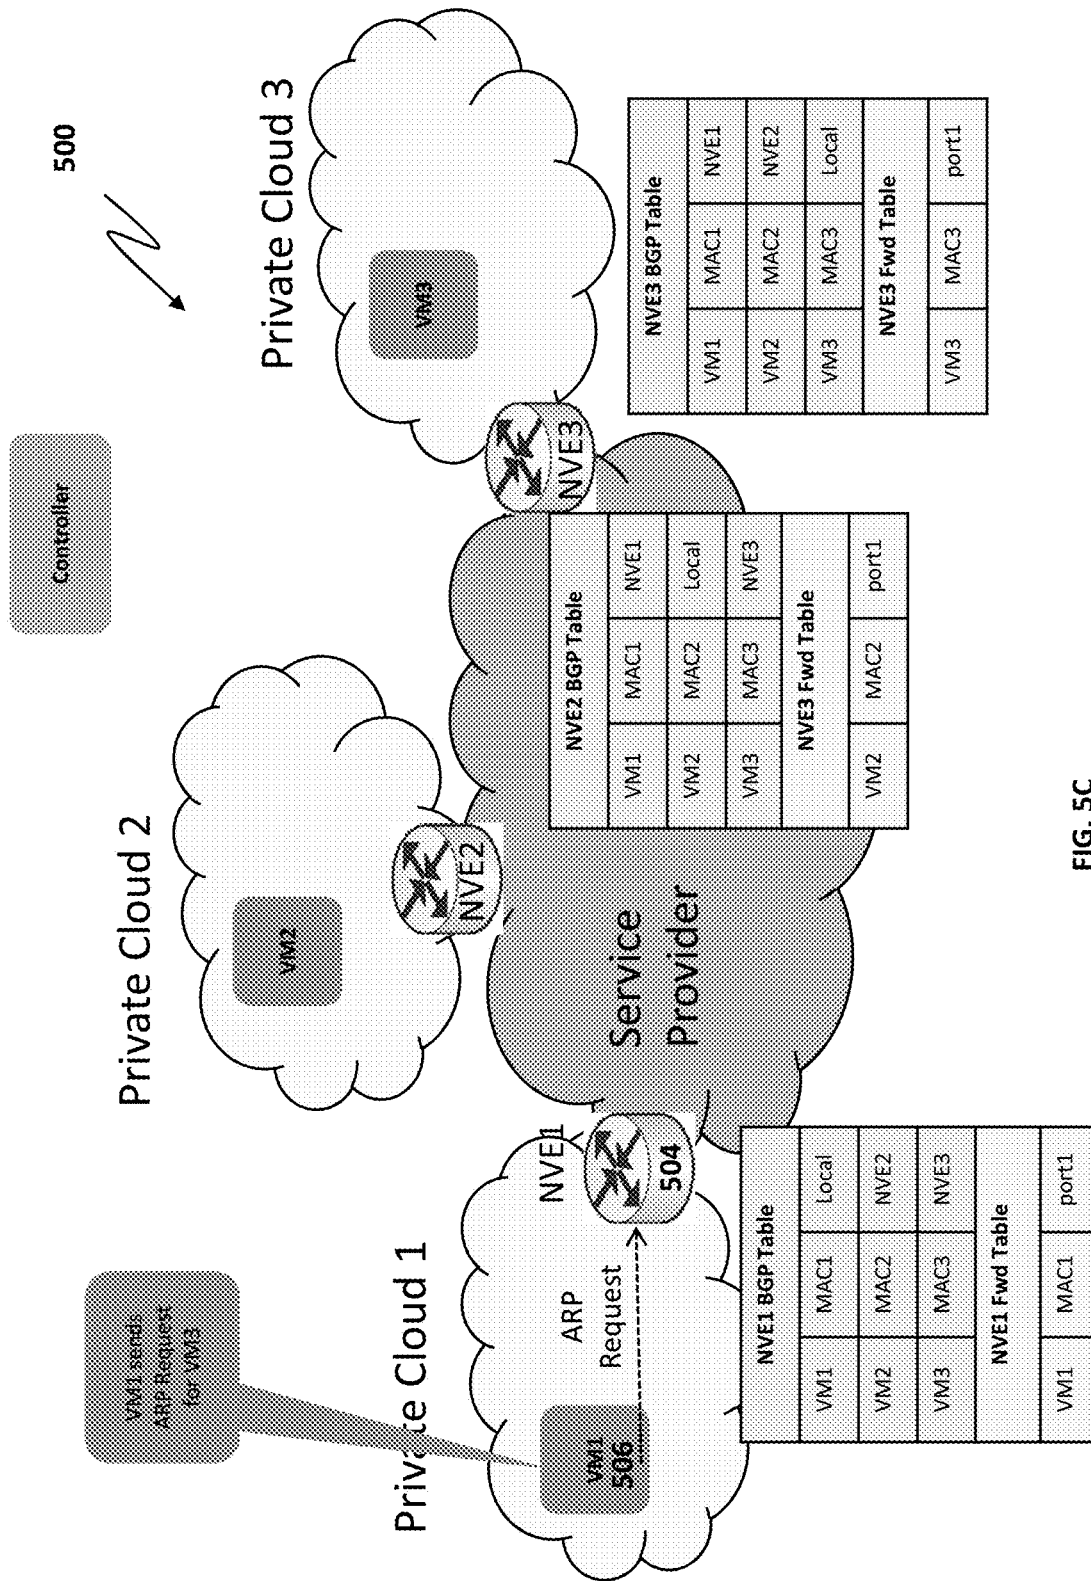 500
Controller
VM1 sends
ARP Request
for VM3
Private Cloud 1
Private Cloud 2
Private Cloud 3
VM1
506
ARP
Request
NVE1
504
VM2
NVE2
VM3
NVE3
Service
Provider
NVE1 BGP Table
VM1 MAC1 Local
VM2 MAC2 NVE2
VM3 MAC3 NVE3
NVE1 Fwd Table
VM1 MAC1 port1
NVE2 BGP Table
VM1 MAC1 NVE1
VM2 MAC2 Local
VM3 MAC3 NVE3
NVE3 Fwd Table
VM2 MAC2 port1
NVE3 BGP Table
VM1 MAC1 NVE1
VM2 MAC2 NVE2
VM3 MAC3 Local
NVE3 Fwd Table
VM3 MAC3 port1
FIG. 5C